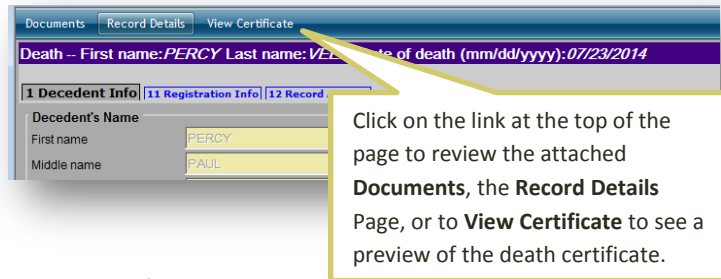 Documents Record Details View Certificate
Death -- First name: PERCY Last name: te of death (mm/dd/yyyy): 07/23/2014
1 Decedent Info 11 Registration Info 12 Record
Decedent's Name
First name PERCY
Middle name PAUL
Click on the link at the top of the
page to review the attached
Documents, the Record Details
Page, or to View Certificate to see a
preview of the death certificate.